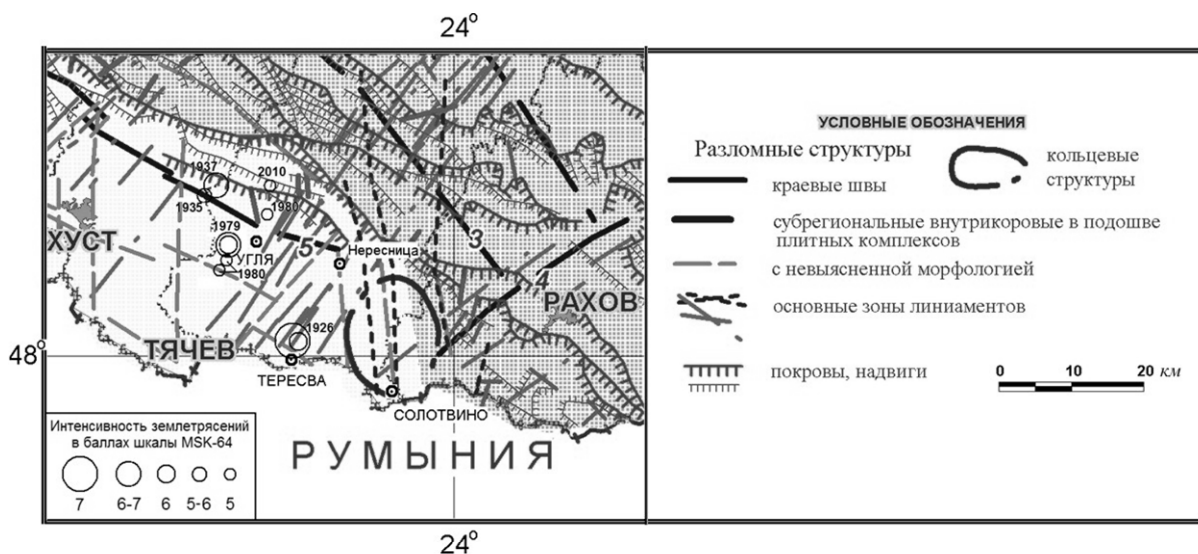 24°
1937
2010
1935
1980
3
1979
5
ХУСТ
УГЛЯ
Нересница
1980
4
РАХОВ
1926
48°
ТЯЧЕВ
ТЕРЕСВА
СОЛОТВИНО
РУМЫНИЯ
Интенсивность землетрясений
в баллах шкалы MSK-64
7 6-7 6 5-6 5
24°
УСЛОВНЫЕ ОБОЗНАЧЕНИЯ
Разломные структуры
кольцевые
структуры
краевые швы
субрегиональные внутрикоровые в подошве
плитных комплексов
с невыясненной морфологией
основные зоны линиаментов
покровы, надвиги
0 10 20 км